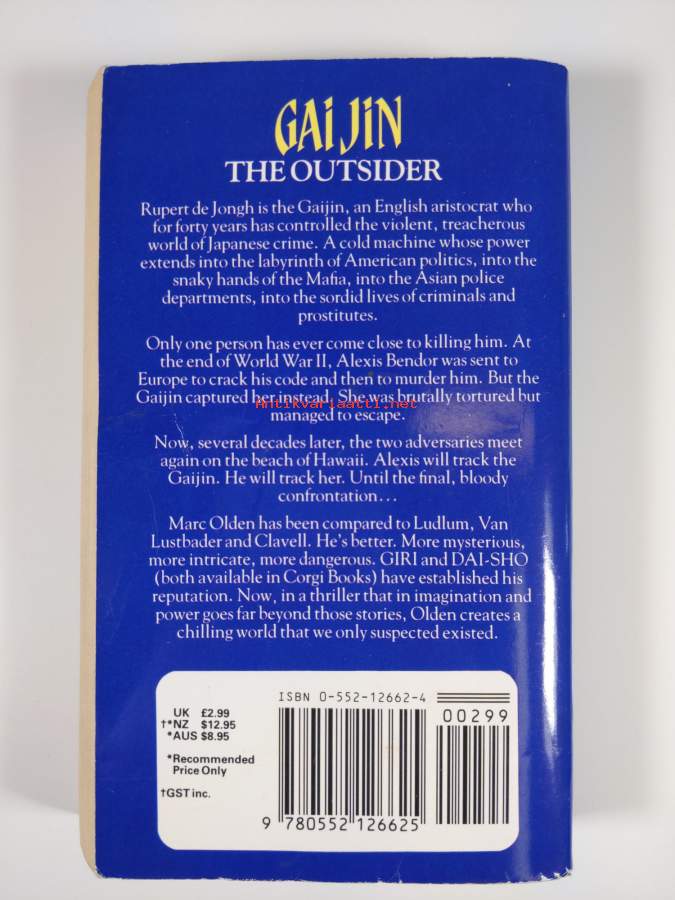 GAiJiN
THE OUTSIDER
Rupert de Jongh is the Gaijin, an English aristocrat who
for forty years has controlled the violent, treacherous
world of Japanese crime. A cold machine whose power
extends into the labyrinth of American politics, into the
snaky hands of the Mafia, into the Asian police
departments, into the sordid lives of criminals and
prostitutes.
Only one person has ever come close to killing him. At
the end of World War II, Alexis Bendor was sent to
Europe to crack his code and then to murder him. But the
Gaijin captured her instead. She was brutally tortured but
Antikvariaatti.net
managed to escape.
Now, several decades later, the two adversaries meet
again on the beach of Hawaii. Alexis will track the
Gaijin. He will track her. Until the final, bloody
confrontation...
Marc Olden has been compared to Ludlum, Van
Lustbader and Clavell. He's better. More mysterious,
more intricate, more dangerous. GIRI and DAI-SHO
(both available in Corgi Books) have established his
reputation. Now, in a thriller that in imagination and
power goes far beyond those stories, Olden creates a
chilling world that we only suspected existed.
UK £2.99
†*NZ $12.95
*AUS $8.95
*Recommended
Price Only
†GST inc.
ISBN 0-552-12662-4
00299
9 780552 126625